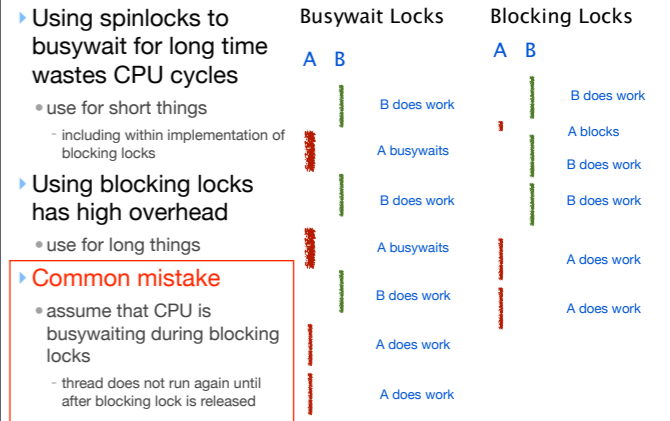 Using spinlocks to
busywait for long time
wastes CPU cycles
use for short things
- including within implementation of
blocking locks
Using blocking locks
has high overhead
use for long things
Common mistake
assume that CPU is
busywaiting during blocking
locks
- thread does not run again until
after blocking lock is released
Busywait Locks
A B
B does work
A busywaits
B does work
A busywaits
B does work
A does work
A does work
Blocking Locks
A B
B does work
A blocks
B does work
B does work
A does work
A does work